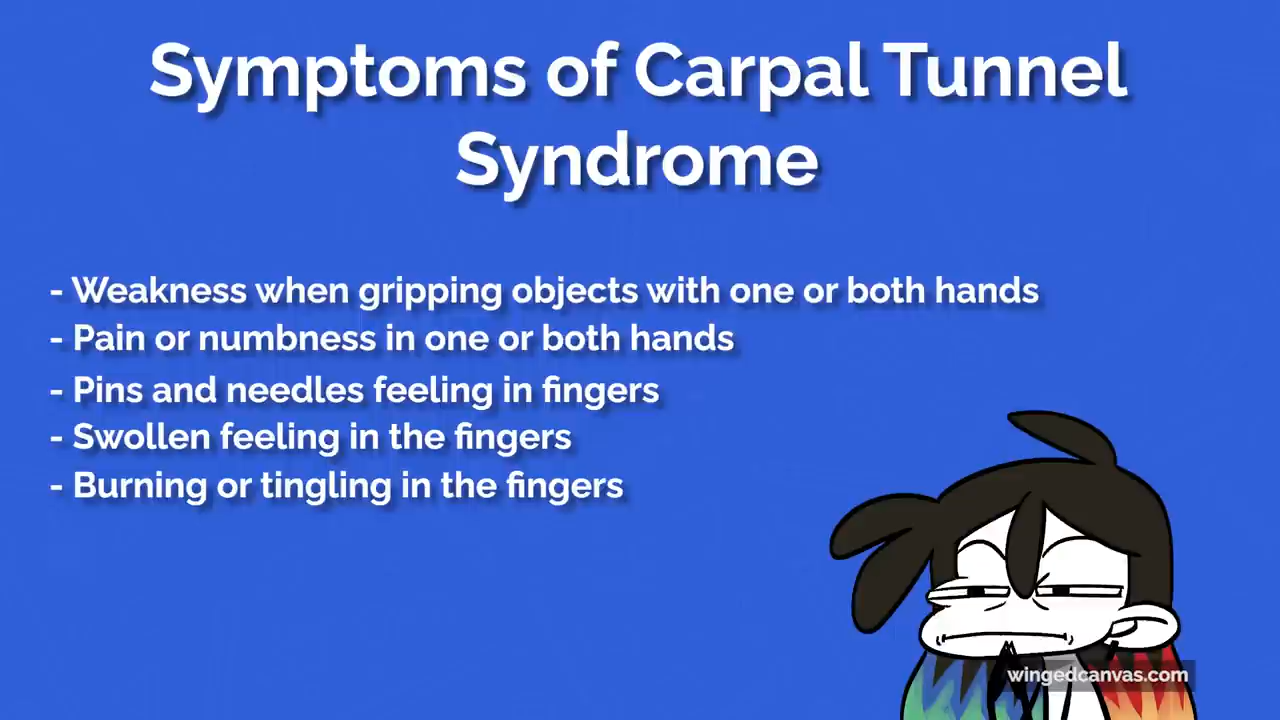 Symptoms of Carpal Tunnel
Syndrome
- Weakness when gripping objects with one or both hands
- Pain or numbness in one or both hands
- Pins and needles feeling in fingers
- Swollen feeling in the fingers
- Burning or tingling in the fingers
wingedcanvas.com